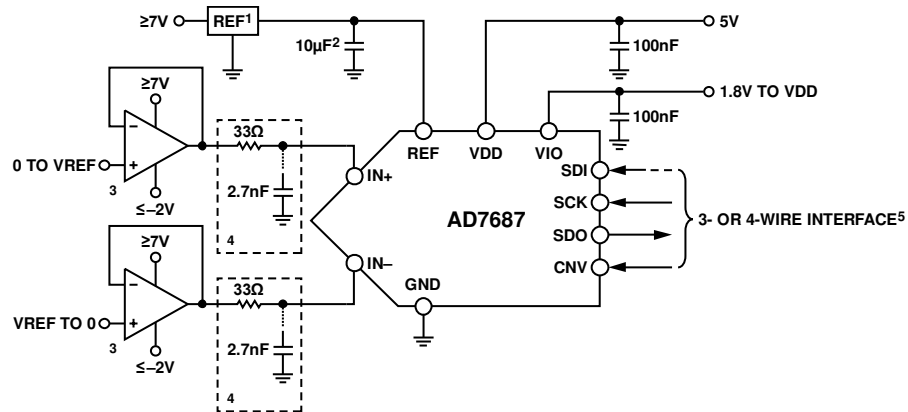 ≥7V
REF1
10µF2
100nF
5V
100nF
1.8V TO VDD
≥7V
−
+
0 TO VREF
3
≤–2V
33Ω
2.7nF
4
REF
VDD
VIO
IN+
SDI
SCK
AD7687
SDO
3- OR 4-WIRE INTERFACE5
CNV
IN–
GND
≥7V
−
+
VREF TO 0
3
≤–2V
33Ω
2.7nF
4